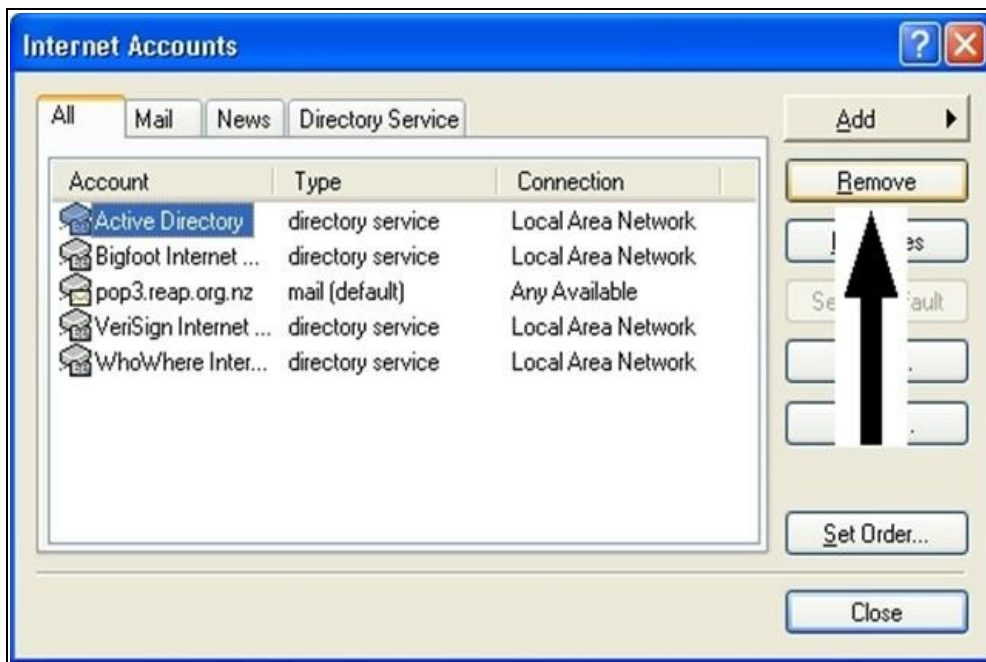 Internet Accounts
All Mail News Directory Service
Add
Remove
Account Type Connection
Active Directory directory service Local Area Network
Bigfoot Internet ... directory service Local Area Network
pop3.reap.org.nz mail (default) Any Available
VeriSign Internet ... directory service Local Area Network
WhoWhere Inter... directory service Local Area Network
Set Order...
Close